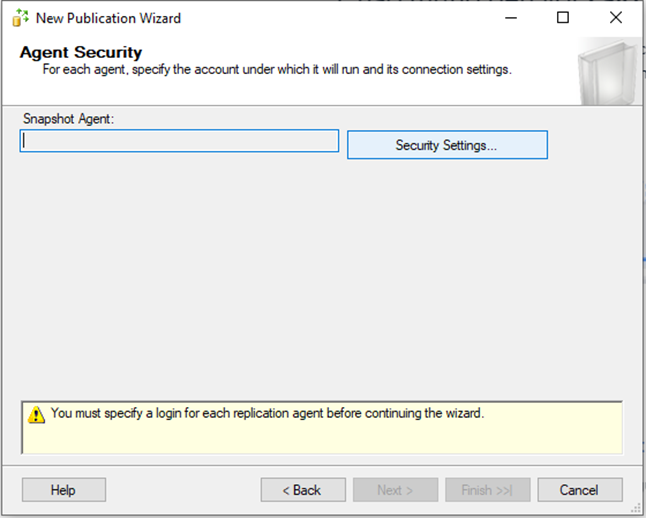 New Publication Wizard
Agent Security
For each agent, specify the account under which it will run and its connection settings.
Snapshot Agent:
Security Settings...
You must specify a login for each replication agent before continuing the wizard.
Help
< Back
Next >
Finish >>|
Cancel